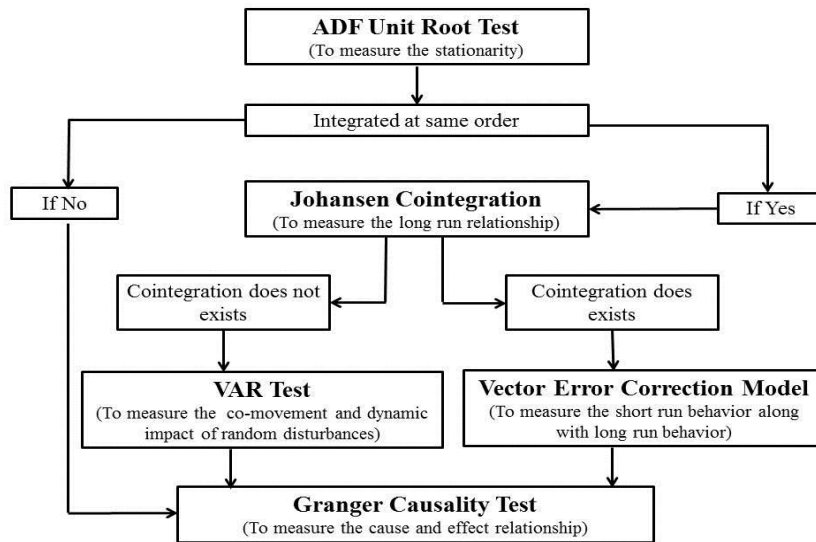 ADF Unit Root Test
(To measure the stationarity)
Integrated at same order
If No
Johansen Cointegration
(To measure the long run relationship)
If Yes
Cointegration does not
exists
Cointegration does
exists
VAR Test
(To measure the co-movement and dynamic
impact of random disturbances)
Vector Error Correction Model
(To measure the short run behavior along
with long run behavior)
Granger Causality Test
(To measure the cause and effect relationship)